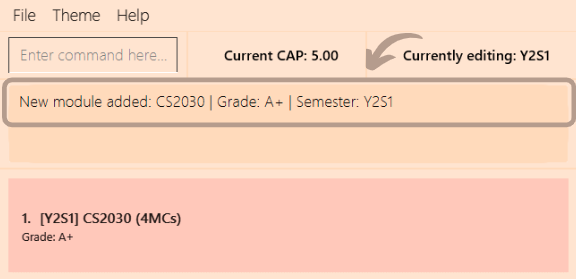 File Theme Help
Enter command here...
Current CAP: 5.00
Currently editing: Y2S1
New module added: CS2030 | Grade: A+ | Semester: Y2S1
1. [Y2S1] CS2030 (4MCs)
Grade: A+